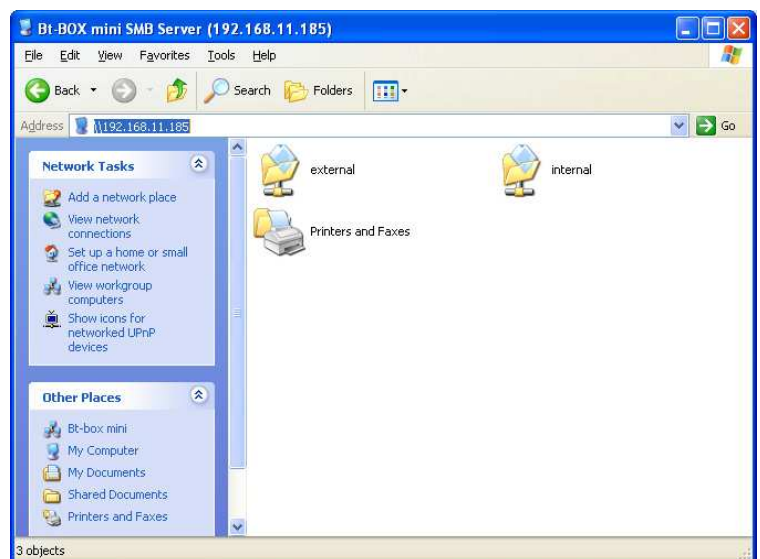 Bt-BOX mini SMB Server (192.168.11.185)
File Edit View Favorites Tools Help
Back Search Folders
Address \\192.168.11.185 Go
Network Tasks
Add a network place
View network
connections
Set up a home or small
office network
View workgroup
computers
Show icons for
networked UPnP
devices
Other Places
Bt-box mini
My Computer
My Documents
Shared Documents
Printers and Faxes
external
internal
Printers and Faxes
3 objects